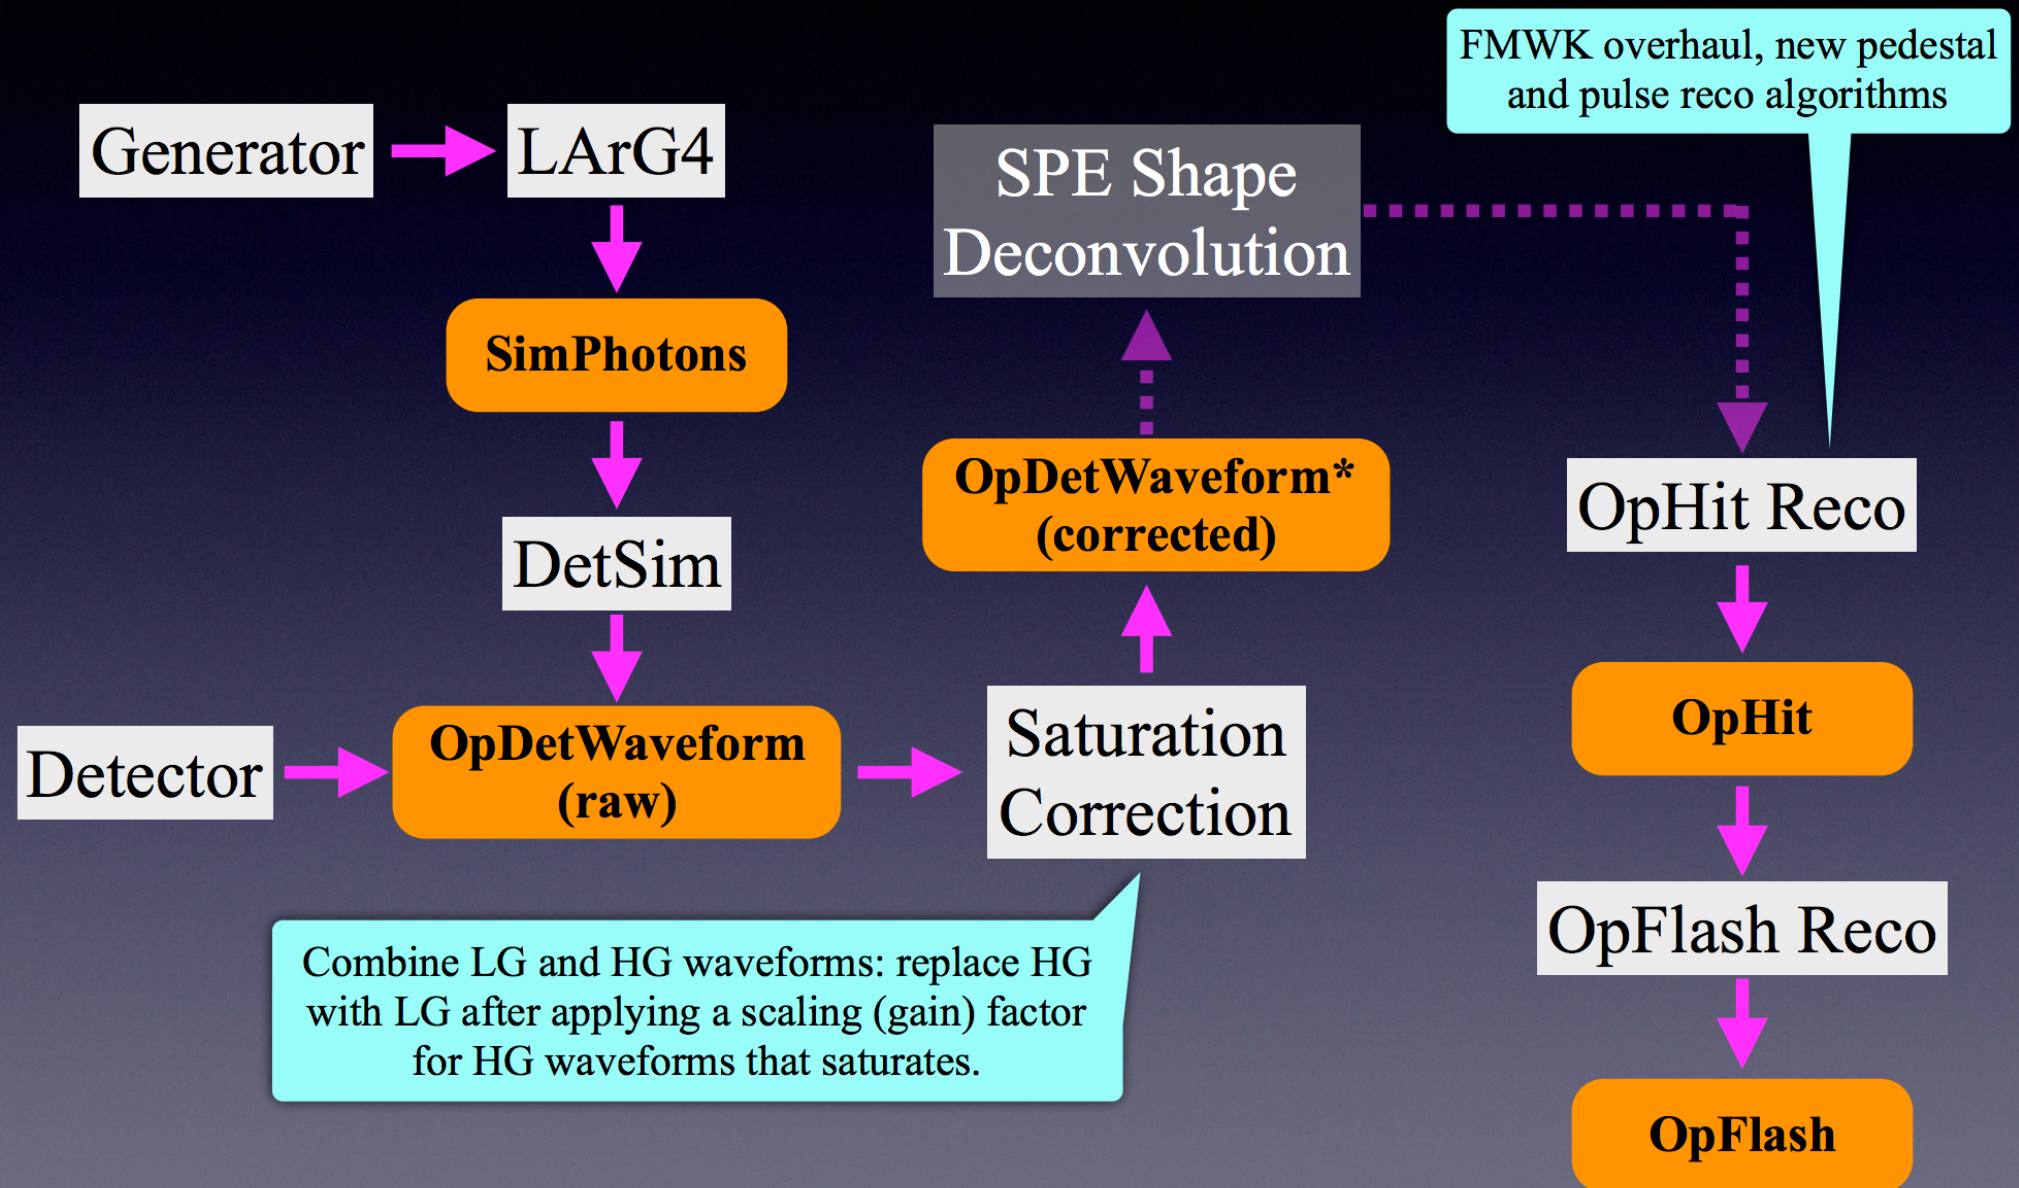 FMWK overhaul, new pedestal
and pulse reco algorithms
Generator
LArG4
SPE Shape
Deconvolution
SimPhotons
OpDetWaveform*
(corrected)
OpHit Reco
DetSim
OpHit
Detector
OpDetWaveform
(raw)
Saturation
Correction
OpFlash Reco
Combine LG and HG waveforms: replace HG
with LG after applying a scaling (gain) factor
for HG waveforms that saturates.
OpFlash